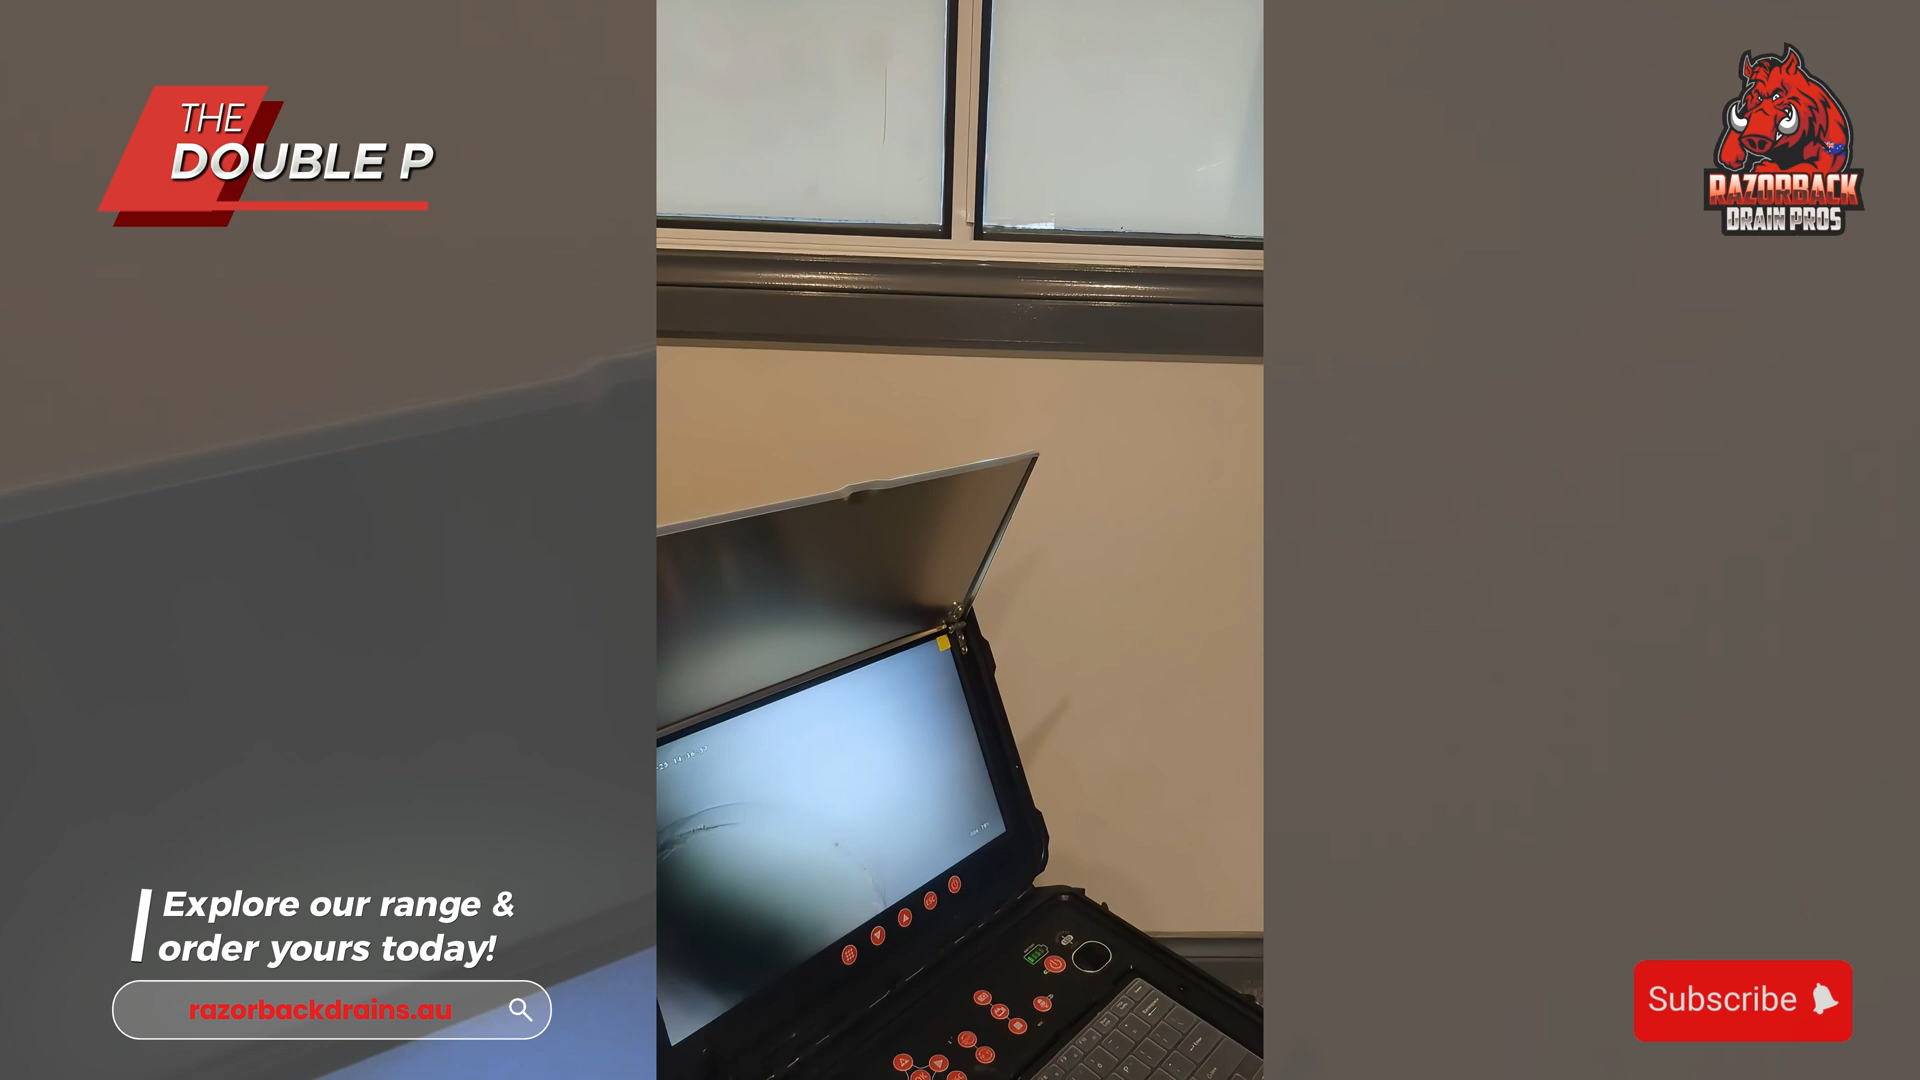 THE
DOUBLE P
RAZORBACK
DRAIN PROS
Explore our range &
order yours today!
razorbackdrains.au
Subscribe